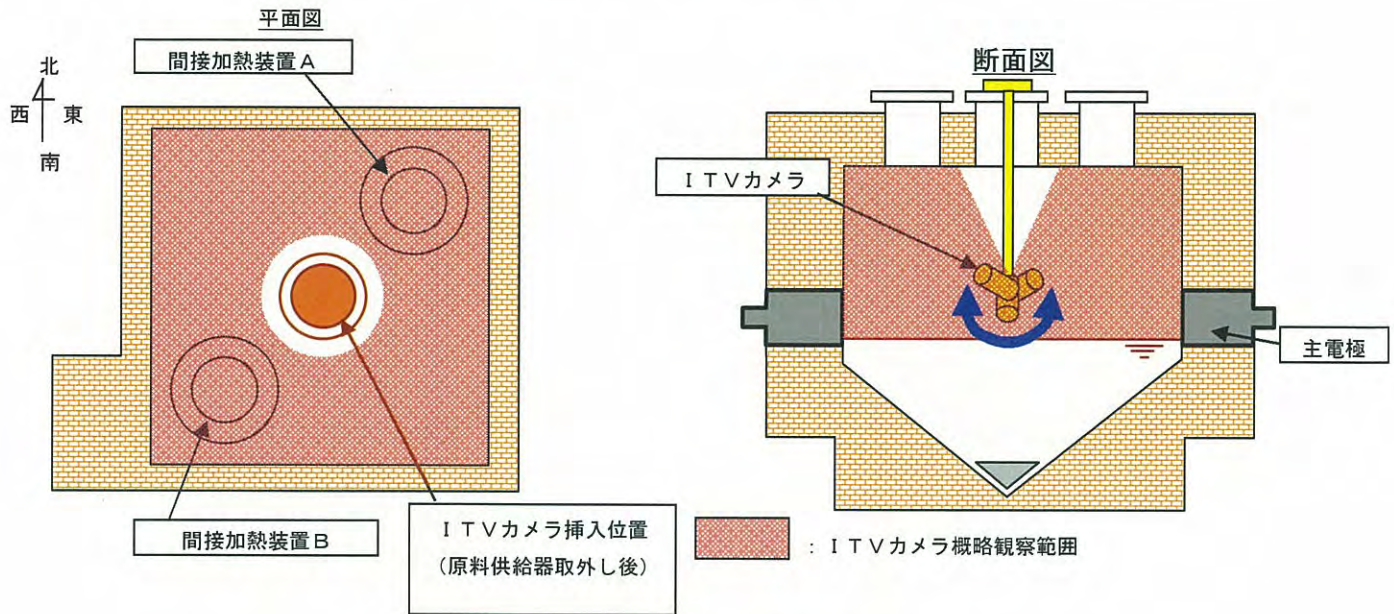 平面図
間接加熱装置A
北
西 東
南
間接加熱装置B
ITVカメラ挿入位置
(原料供給器取外し後)
断面図
ITVカメラ
主電極
:ITVカメラ概略観察範囲